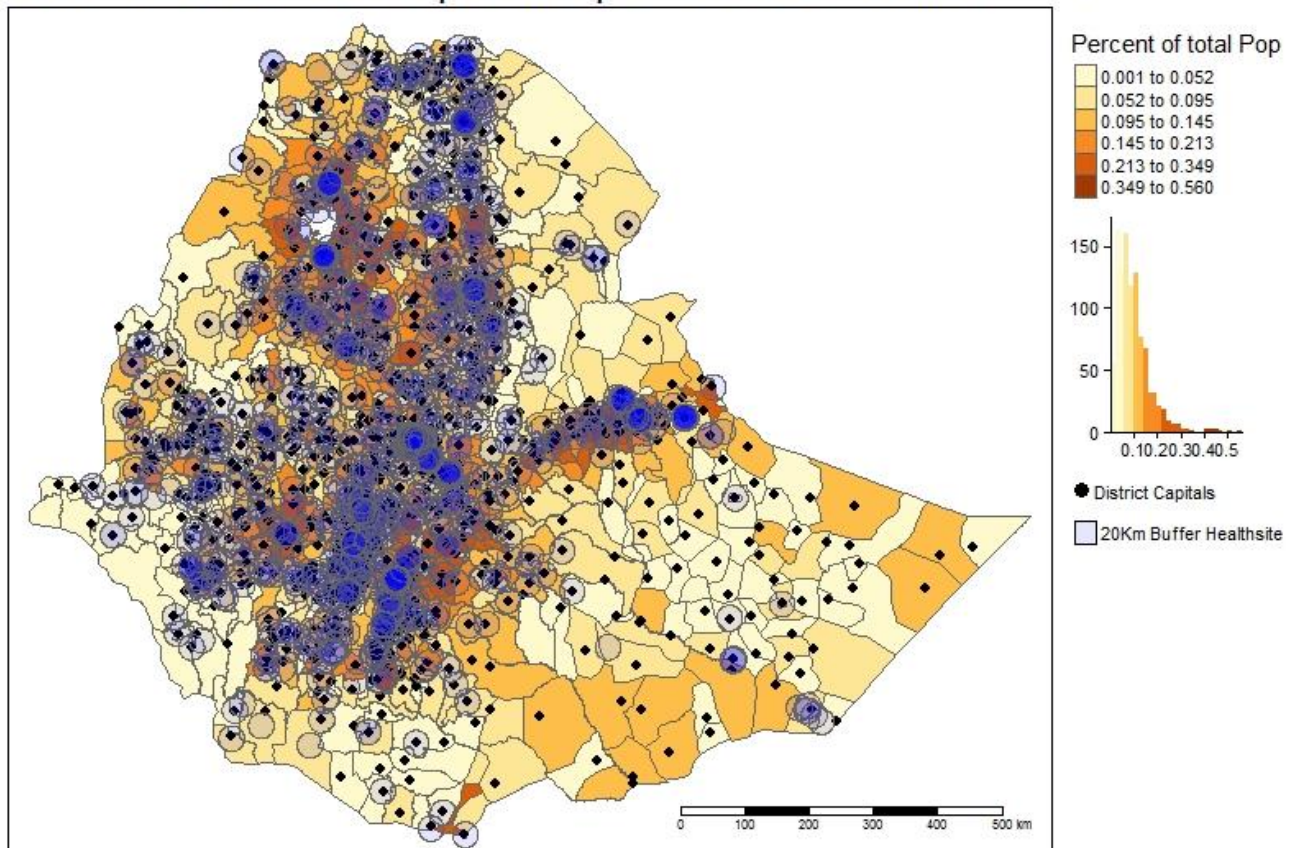 Percent of total Pop
0.001 to 0.052
0.052 to 0.095
0.095 to 0.145
0.145 to 0.213
0.213 to 0.349
0.349 to 0.560
150
100
50
0
0.10.20.30.40.5
District Capitals
20Km Buffer Healthsite
0 100 200 300 400 500 km